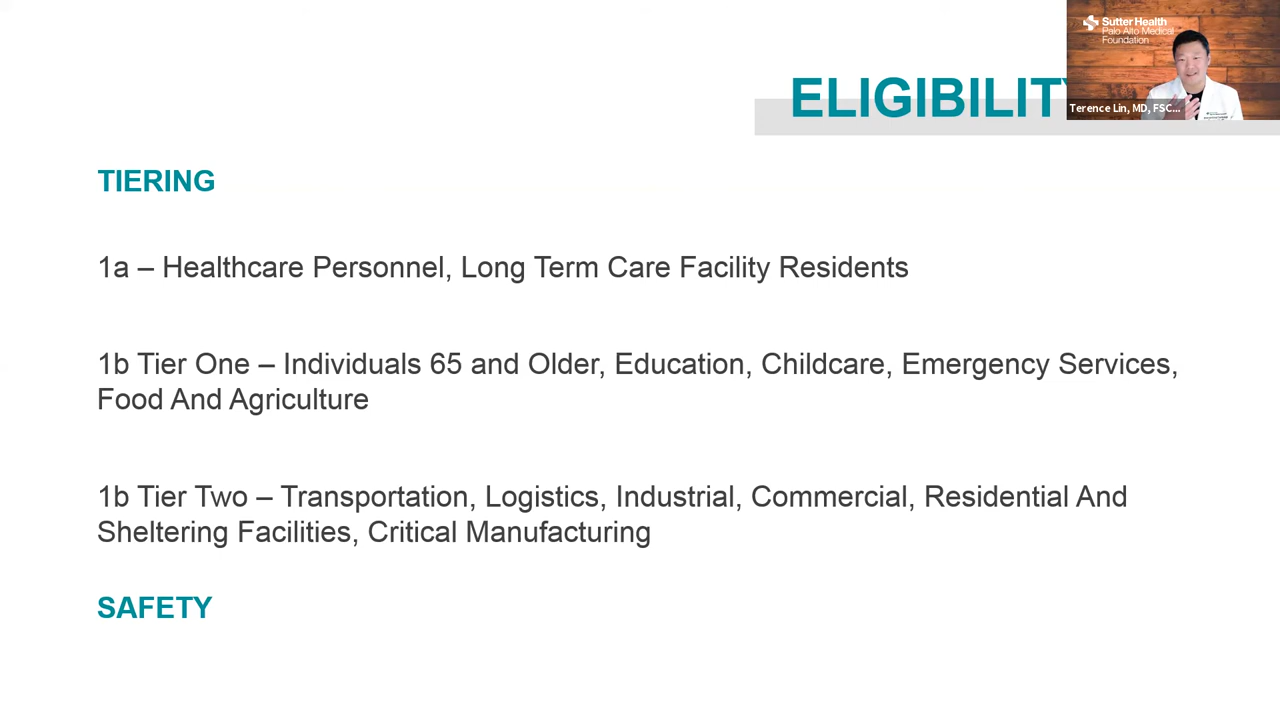 Sutter Health
Palo Alto Medical
Foundation
ELIGIBILIT
Terence Lin, MD, FSC...
TIERING
1a – Healthcare Personnel, Long Term Care Facility Residents
1b Tier One – Individuals 65 and Older, Education, Childcare, Emergency Services,
Food And Agriculture
1b Tier Two – Transportation, Logistics, Industrial, Commercial, Residential And
Sheltering Facilities, Critical Manufacturing
SAFETY